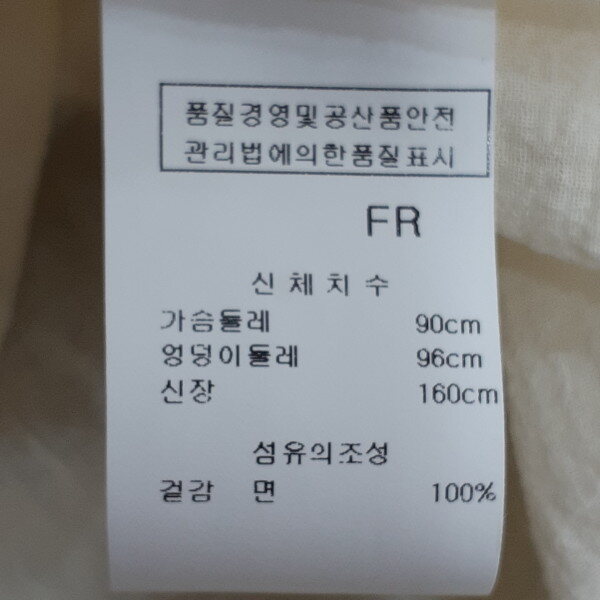 품질경영및공산품안전
관리법에의한품질표시
FR
신체치수
가슴둘레 90cm
엉덩이둘레 96cm
신장 160cm
섬유의조성
겉감 면 100%